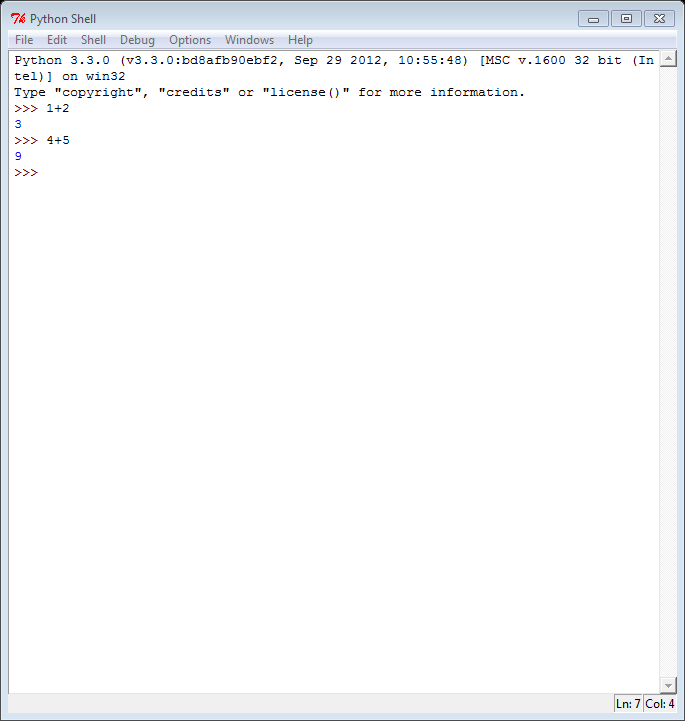 Python Shell
File Edit Shell Debug Options Windows Help
Python 3.3.0 (v3.3.0:bd8afb90ebf2, Sep 29 2012, 10:55:48) [MSC v.1600 32 bit (In
tel)] on win32
Type "copyright", "credits" or "license()" for more information.
>>> 1+2
3
>>> 4+5
9
>>>
Ln: 7 Col: 4